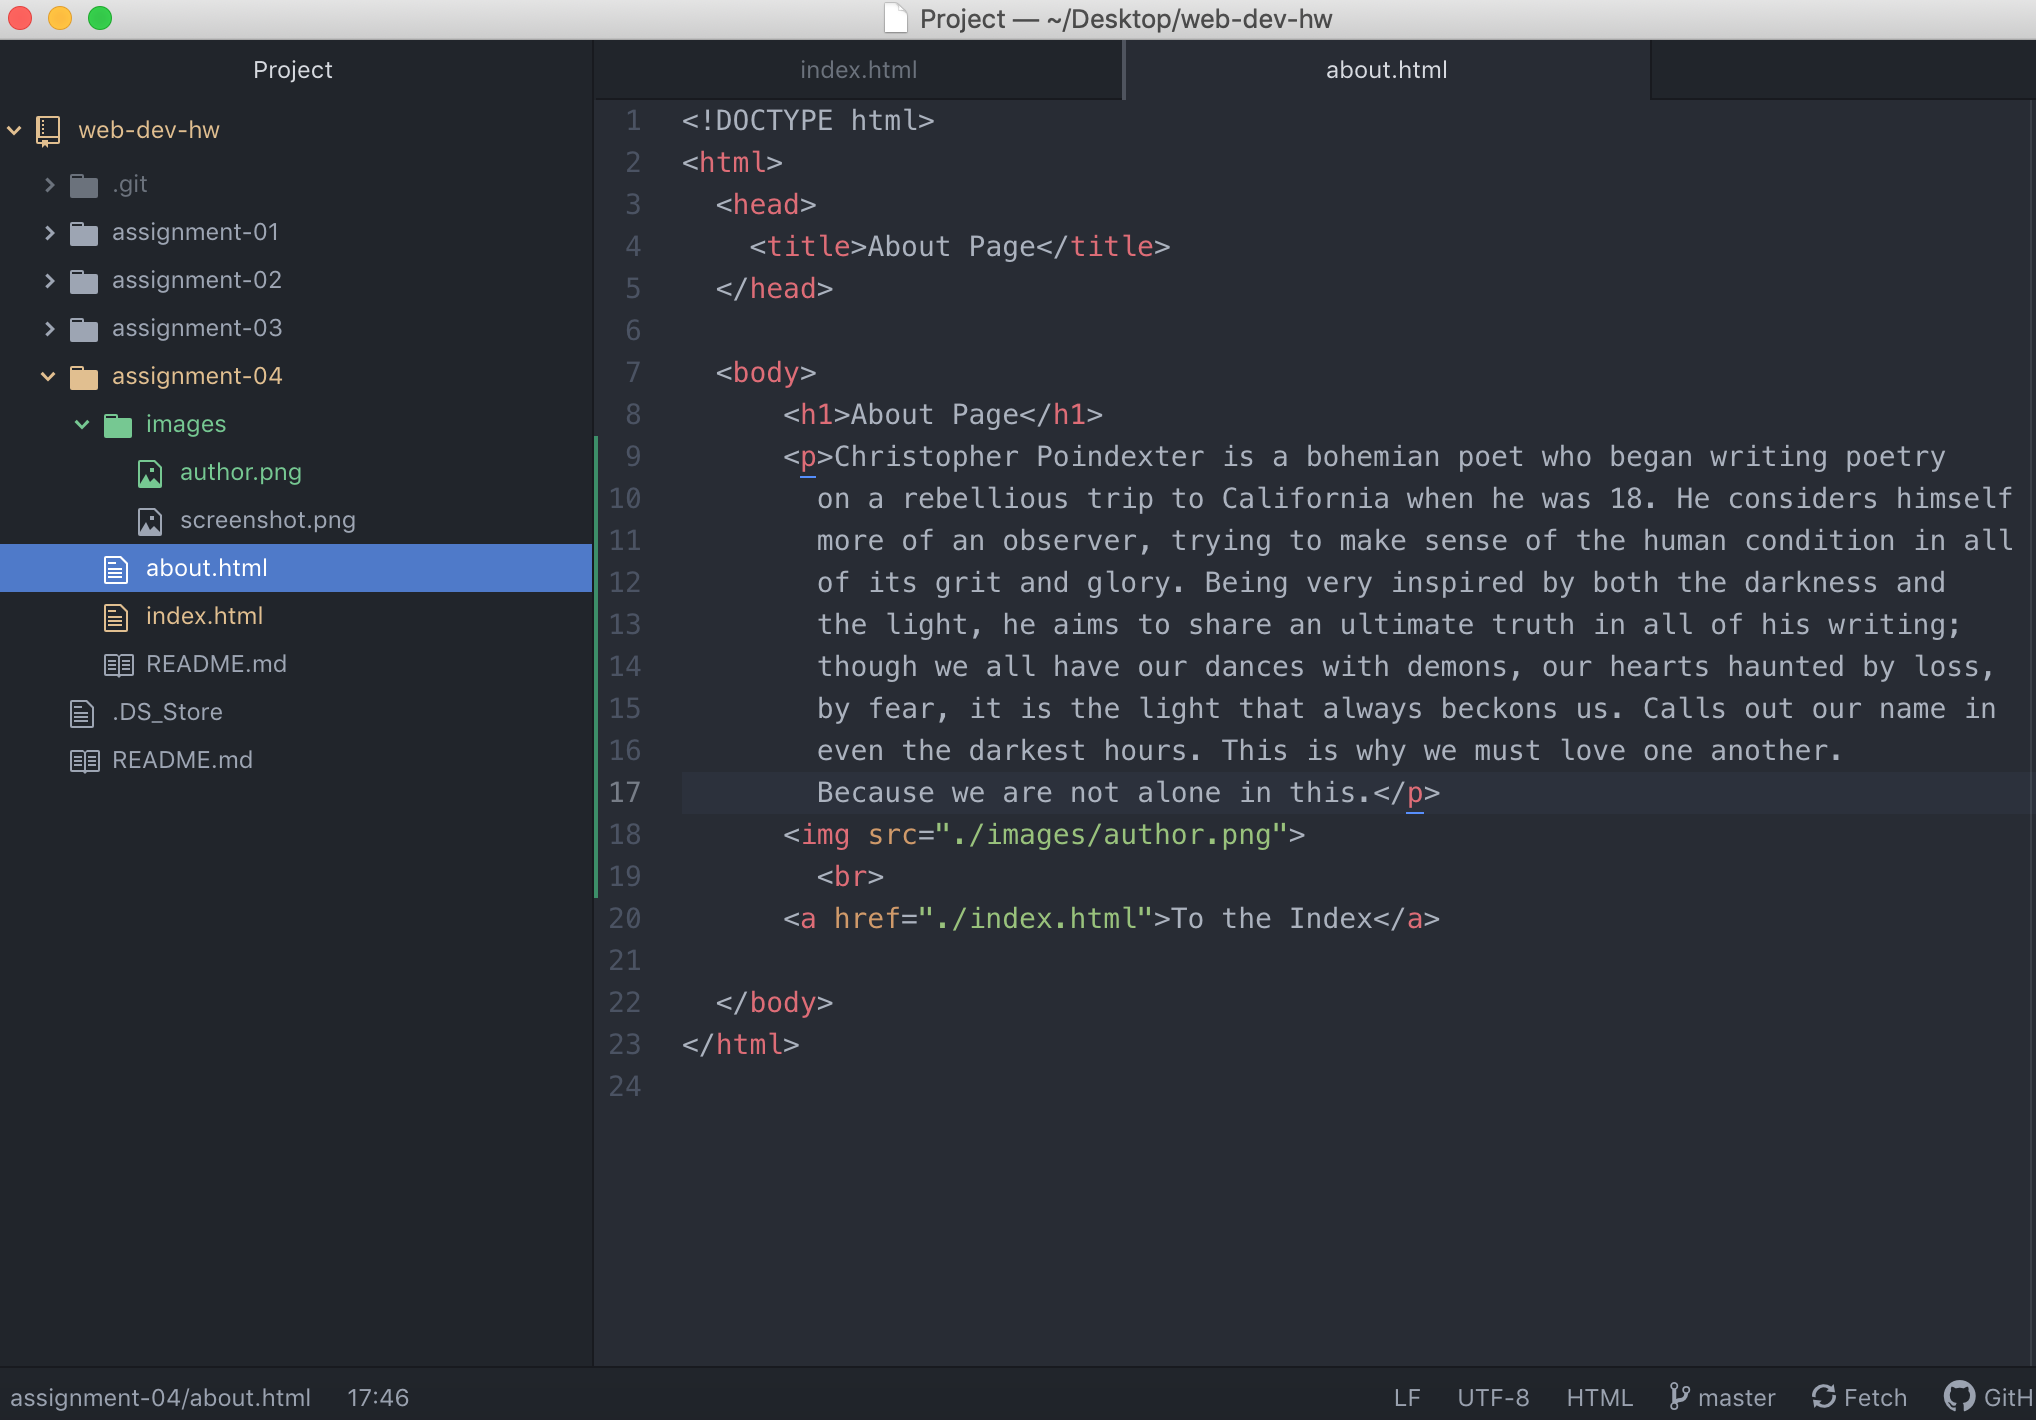 Project — ~/Desktop/web-dev-hw
Project
web-dev-hw
.git
assignment-01
assignment-02
assignment-03
assignment-04
images
author.png
screenshot.png
about.html
index.html
README.md
.DS_Store
README.md
index.html
about.html
1 <!DOCTYPE html>
2 <html>
3 <head>
4 <title>About Page</title>
5 </head>
6
7 <body>
8 <h1>About Page</h1>
9 <p>Christopher Poindexter is a bohemian poet who began writing poetry
10 on a rebellious trip to California when he was 18. He considers himself
11 more of an observer, trying to make sense of the human condition in all
12 of its grit and glory. Being very inspired by both the darkness and
13 the light, he aims to share an ultimate truth in all of his writing;
14 though we all have our dances with demons, our hearts haunted by loss,
15 by fear, it is the light that always beckons us. Calls out our name in
16 even the darkest hours. This is why we must love one another.
17 Because we are not alone in this.</p>
18 <img src="./images/author.png">
19 <br>
20 <a href="./index.html">To the Index</a>
21
22 </body>
23 </html>
24
assignment-04/about.html 17:46 LF UTF-8 HTML master Fetch GitH